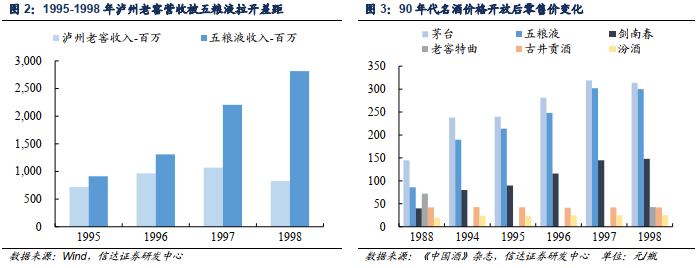 图 2：1995-1998 年泸州老窖营收被五粮液拉开差距
泸州老窖收入-百万 五粮液收入-百万
3,000
2,500
2,000
1,500
1,000
500
0
1995 1996 1997 1998
数据来源：Wind，信达证券研发中心
图 3：90 年代名酒价格开放后零售价变化
茅台 五粮液 剑南春
老窖特曲 古井贡酒 汾酒
350
300
250
200
150
100
50
0
1988 1994 1995 1996 1997 1998
数据来源：《中国酒》杂志，信达证券研发中心 单位：元/瓶